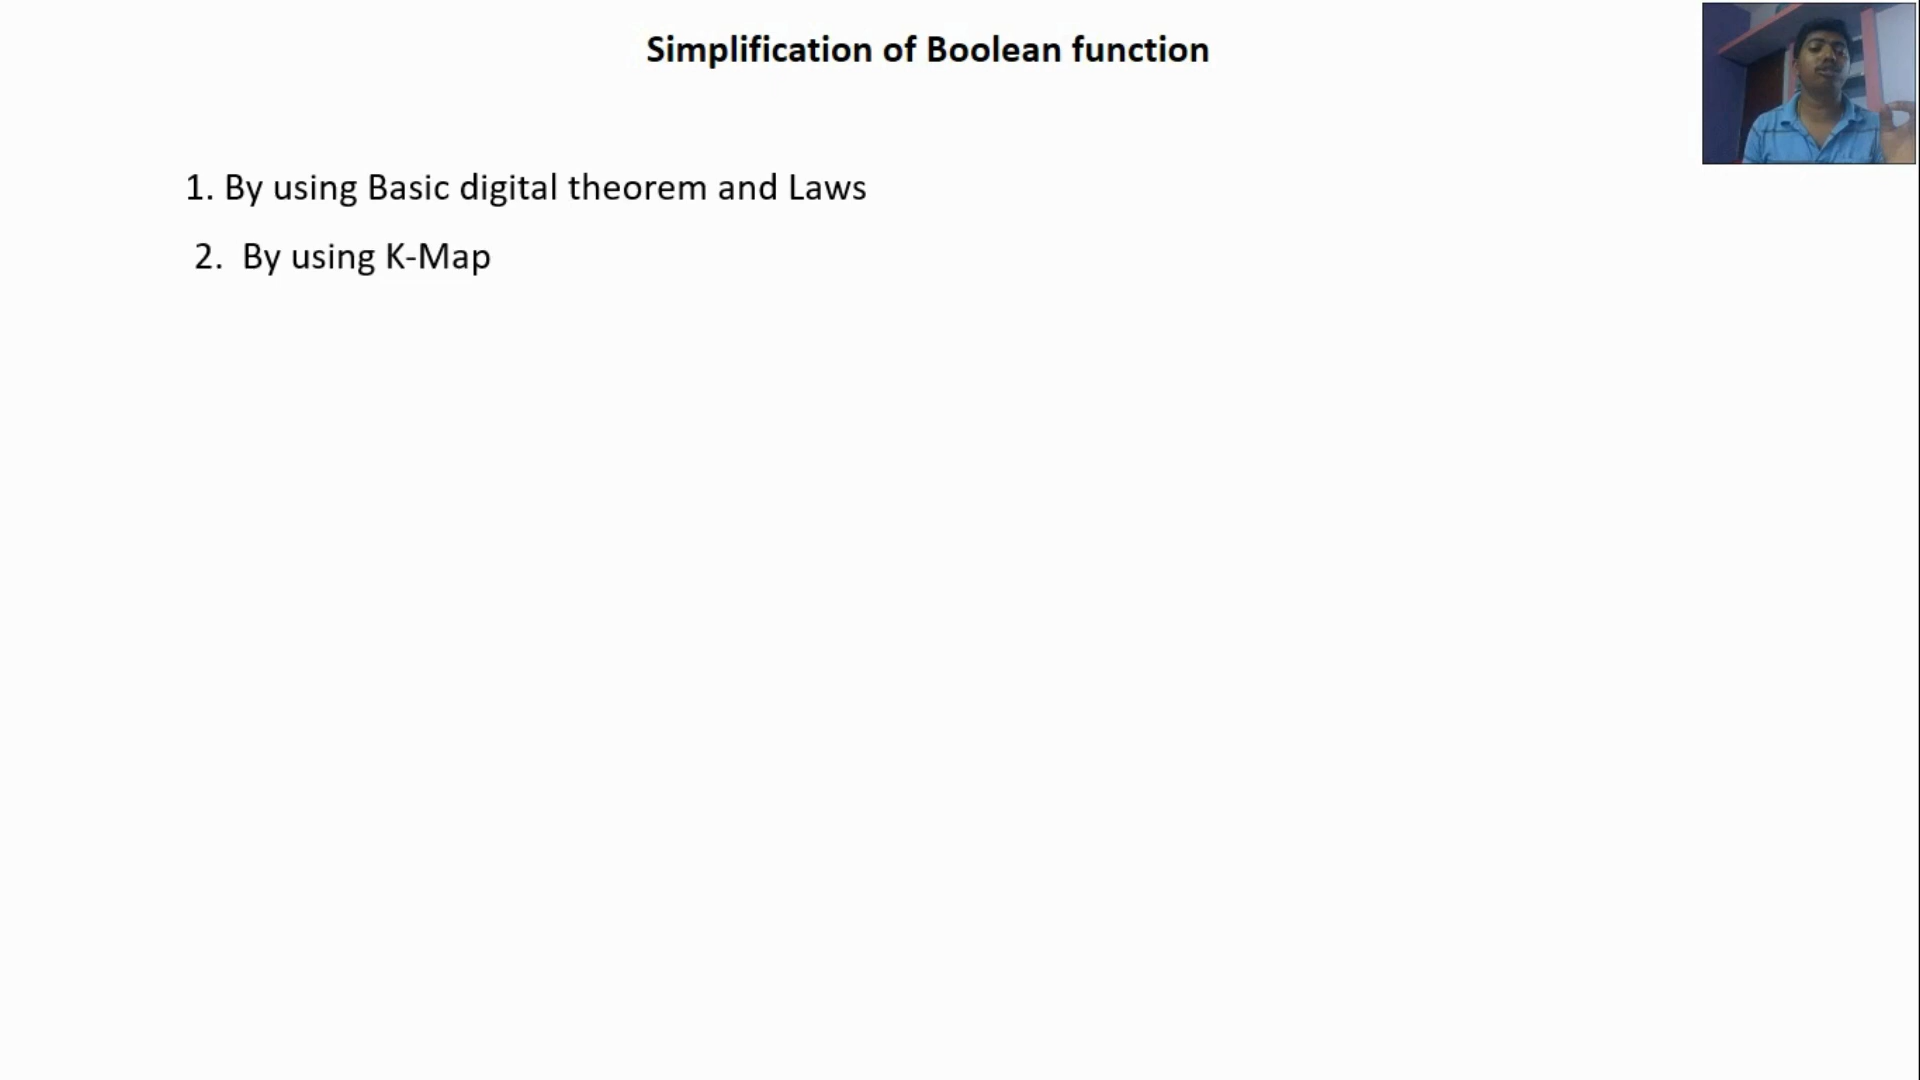 Simplification of Boolean function
1. By using Basic digital theorem and Laws
2. By using K-Map